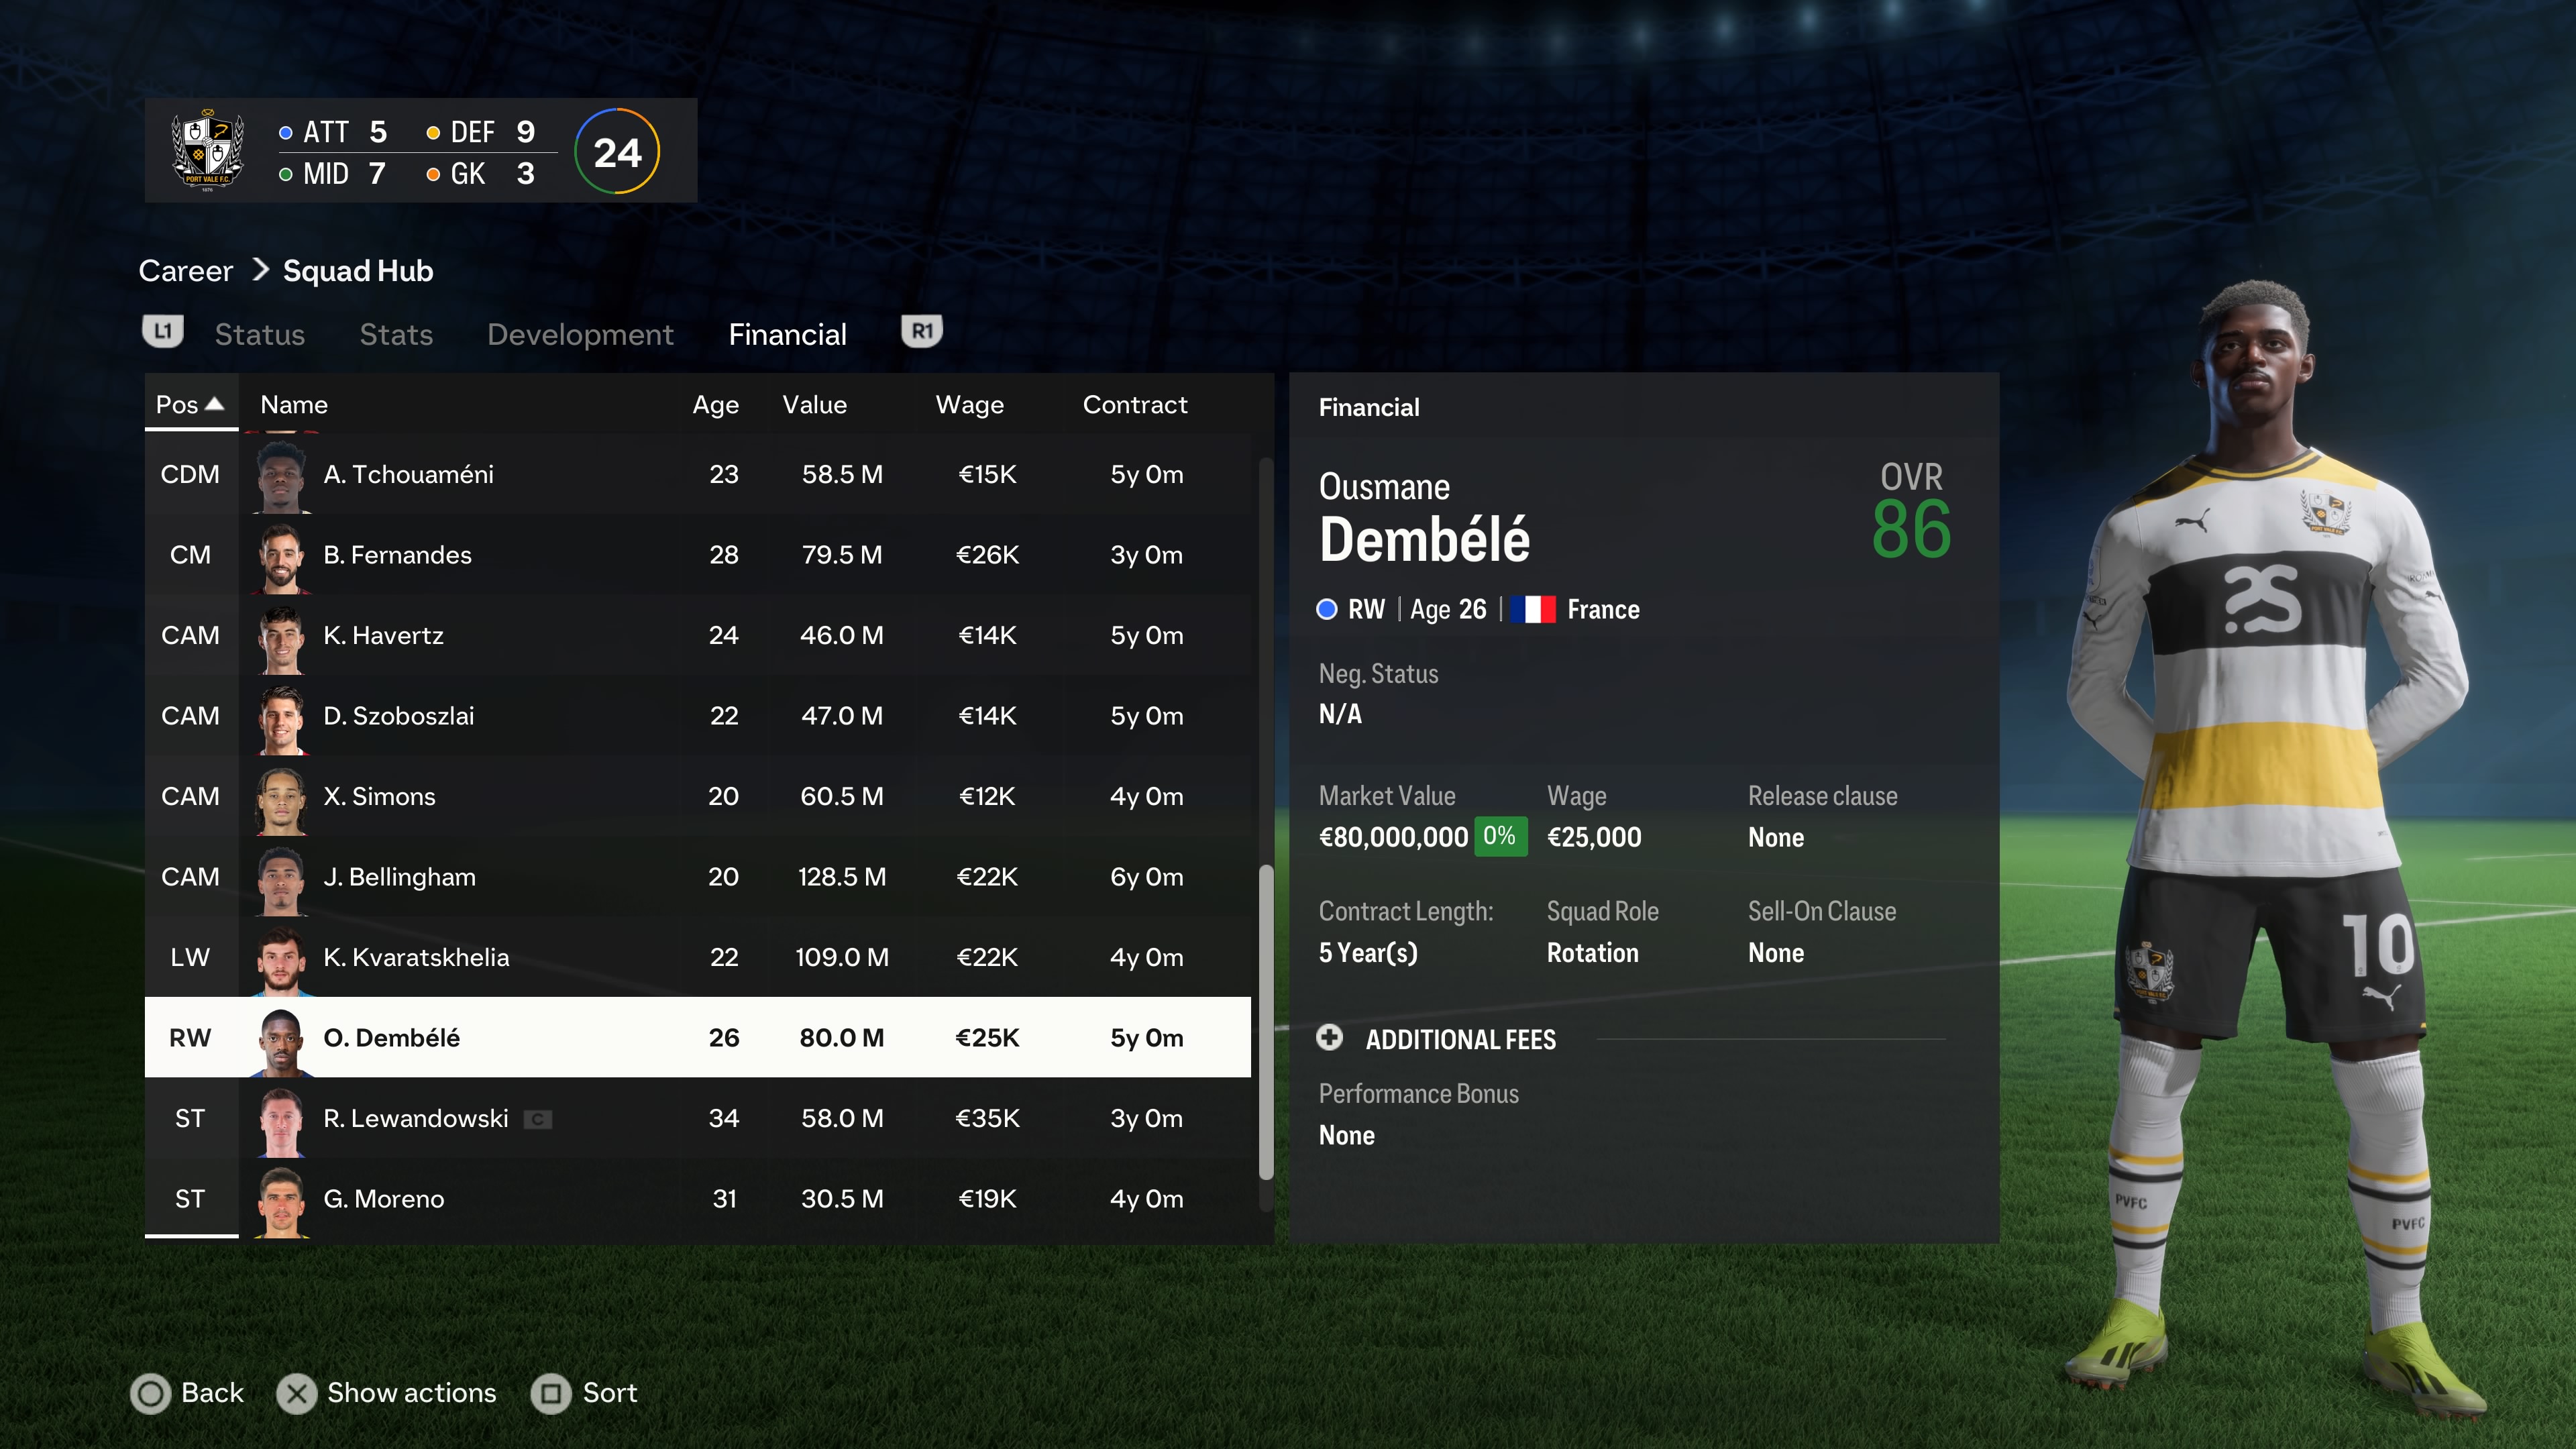 ATT 5 DEF 9
24
MID 7 GK 3
PORT VALE F.C.
1876
Career > Squad Hub
L1 Status Stats Development Financial R1
Pos Name Age Value Wage Contract
CDM A. Tchouaméni 23 58.5 M €15K 5y 0m
CM B. Fernandes 28 79.5 M €26K 3y 0m
CAM K. Havertz 24 46.0 M €14K 5y 0m
CAM D. Szoboszlai 22 47.0 M €14K 5y 0m
CAM X. Simons 20 60.5 M €12K 4y 0m
CAM J. Bellingham 20 128.5 M €22K 6y 0m
LW K. Kvaratskhelia 22 109.0 M €22K 4y 0m
RW O. Dembélé 26 80.0 M €25K 5y 0m
ST R. Lewandowski C 34 58.0 M €35K 3y 0m
ST G. Moreno 31 30.5 M €19K 4y 0m
Financial
Ousmane
Dembélé
OVR
86
RW | Age 26 | France
Neg. Status
N/A
Market Value Wage Release clause
€80,000,000 0% €25,000 None
Contract Length: Squad Role Sell-On Clause
5 Year(s) Rotation None
ADDITIONAL FEES
Performance Bonus
None
10
PVFC
PVFC
Back Show actions Sort